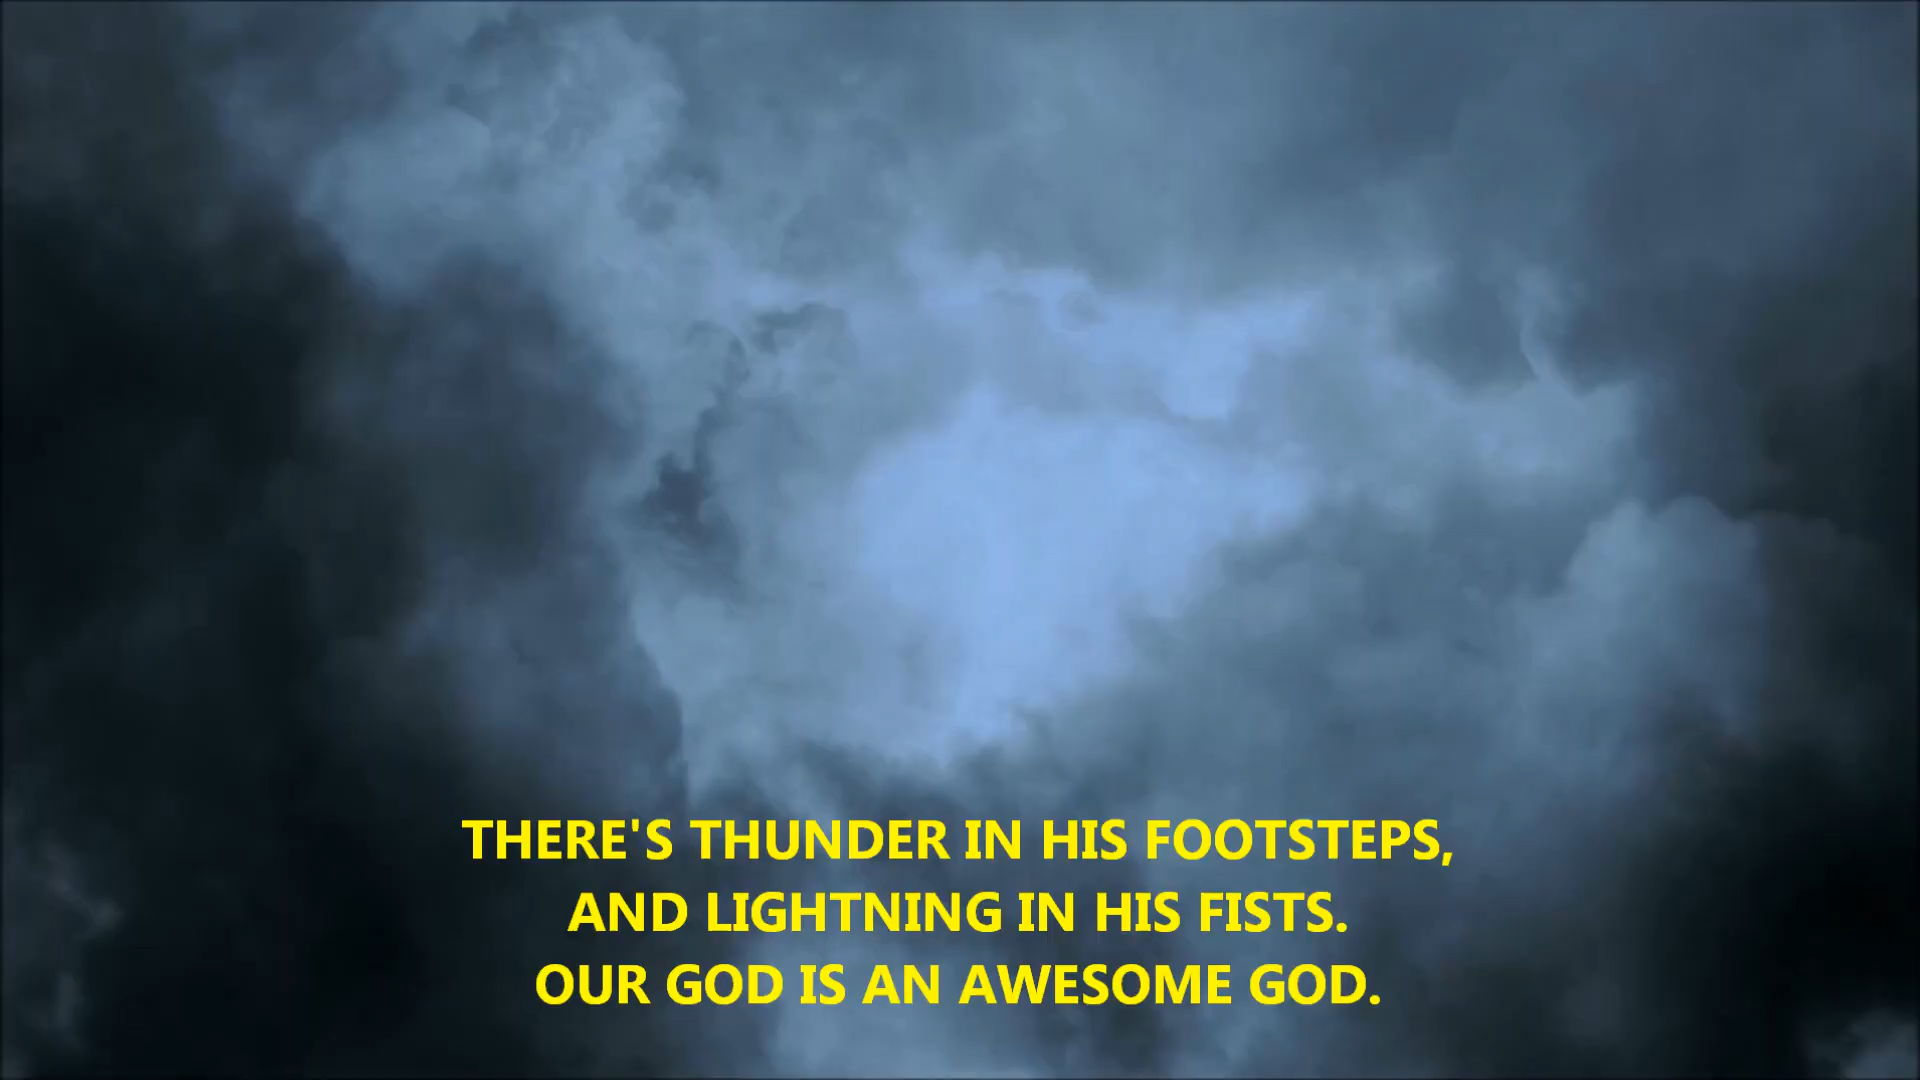 THERE'S THUNDER IN HIS FOOTSTEPS,
AND LIGHTNING IN HIS FISTS.
OUR GOD IS AN AWESOME GOD.